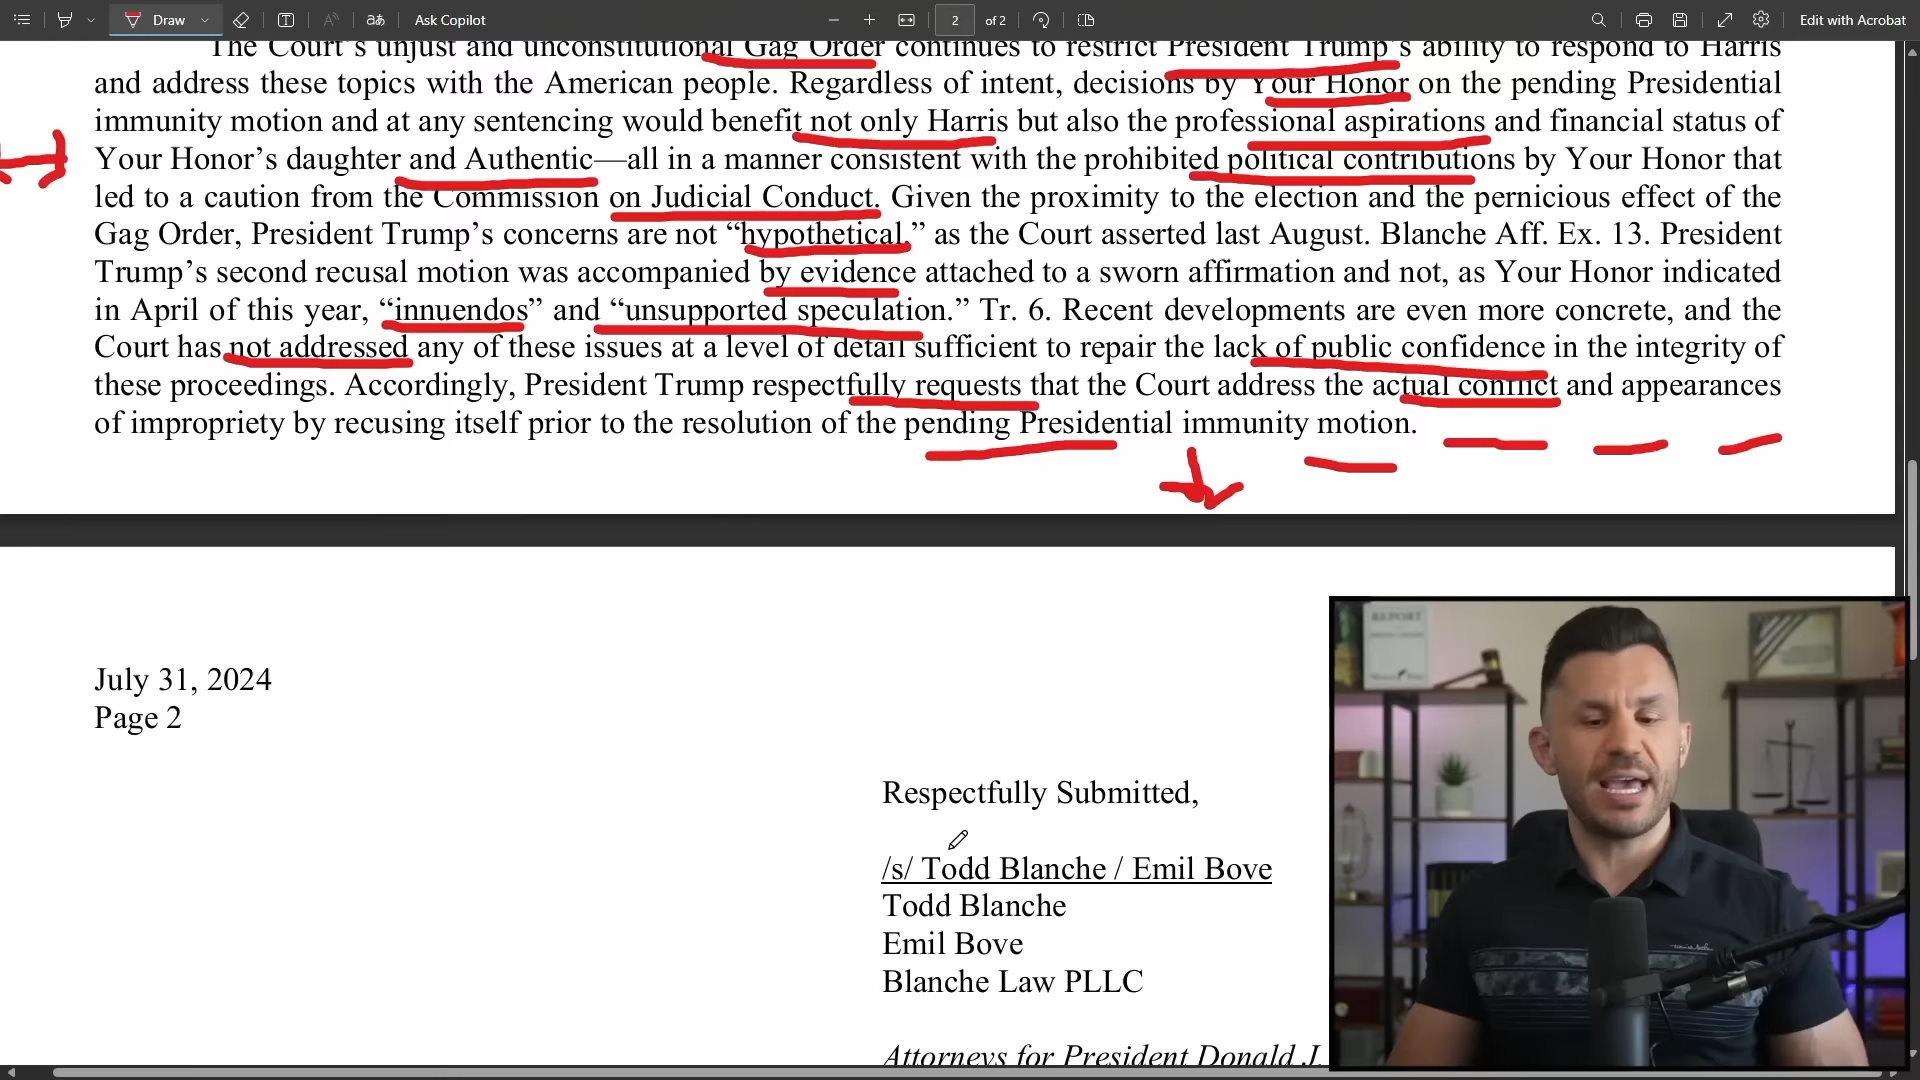 Draw
aあ
Ask Copilot
2
of 2
Edit with Acrobat
The Court's unjust and unconstitutional Gag Order continues to restrict President Trump's ability to respond to Harris
and address these topics with the American people. Regardless of intent, decisions by Your Honor on the pending Presidential
immunity motion and at any sentencing would benefit not only Harris but also the professional aspirations and financial status of
Your Honor’s daughter and Authentic—all in a manner consistent with the prohibited political contributions by Your Honor that
led to a caution from the Commission on Judicial Conduct. Given the proximity to the election and the pernicious effect of the
Gag Order, President Trump’s concerns are not “hypothetical,” as the Court asserted last August. Blanche Aff. Ex. 13. President
Trump’s second recusal motion was accompanied by evidence attached to a sworn affirmation and not, as Your Honor indicated
in April of this year, “innuendos” and “unsupported speculation.” Tr. 6. Recent developments are even more concrete, and the
Court has not addressed any of these issues at a level of detail sufficient to repair the lack of public confidence in the integrity of
these proceedings. Accordingly, President Trump respectfully requests that the Court address the actual conflict and appearances
of impropriety by recusing itself prior to the resolution of the pending Presidential immunity motion.
July 31, 2024
Page 2
Respectfully Submitted,
/s/ Todd Blanche / Emil Bove
Todd Blanche
Emil Bove
Blanche Law PLLC
Attorneys for President Donald J.
REPORT